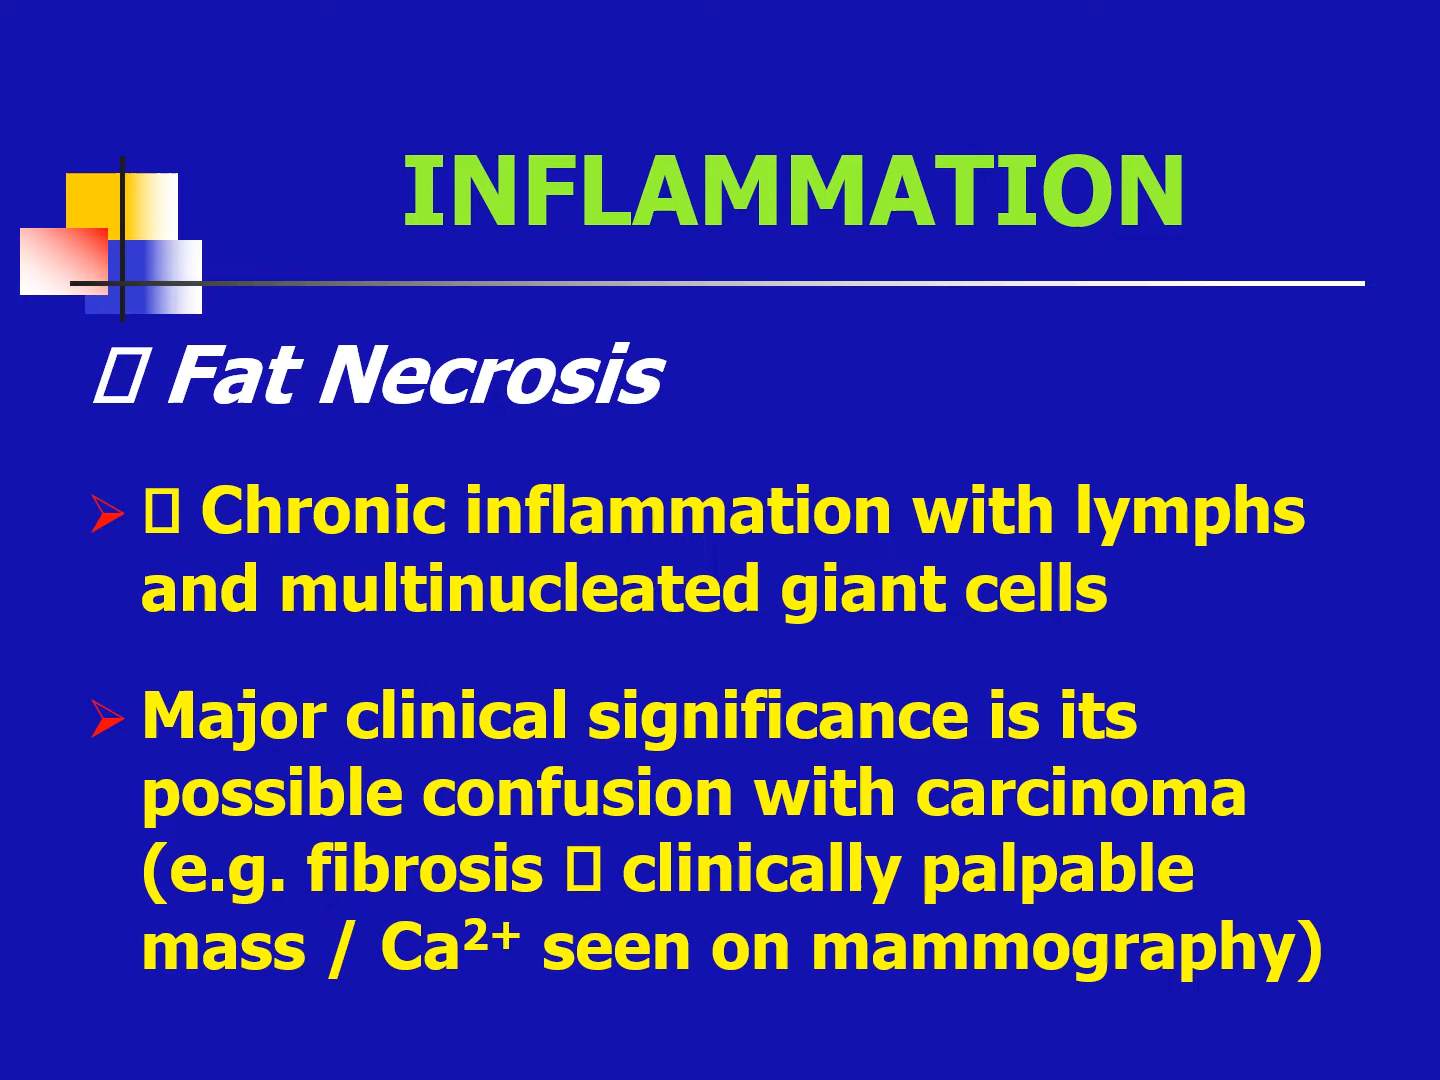 INFLAMMATION
▯ Fat Necrosis
➢ ▯ Chronic inflammation with lymphs
and multinucleated giant cells
➢ Major clinical significance is its
possible confusion with carcinoma
(e.g. fibrosis ▯ clinically palpable
mass / Ca²⁺ seen on mammography)